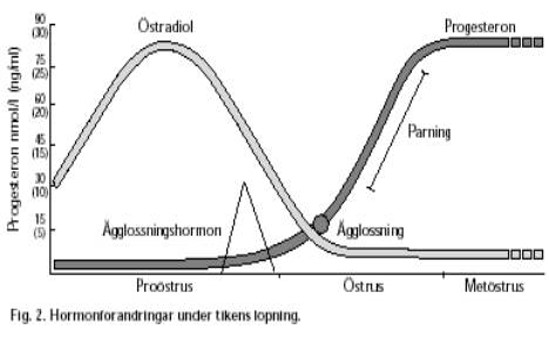 90
(30)
Östradiol
Progesteron
75
(25)
60
(20)
45
(15)
30
(10)
15
(5)
Progesteron nmol/l (ng/ml)
Parning
Ägglossningshormon
Ägglossning
Proöstrus
Östrus
Metöstrus
Fig. 2. Hormonförändringar under tikens löpning.